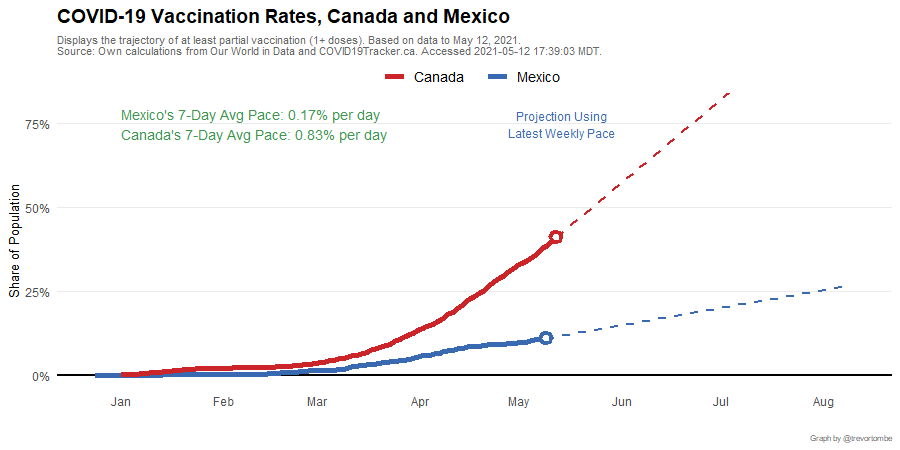 COVID-19 Vaccination Rates, Canada and Mexico
Displays the trajectory of at least partial vaccination (1+ doses). Based on data to May 12, 2021.
Source: Own calculations from Our World in Data and COVID19Tracker.ca. Accessed 2021-05-12 17:39:03 MDT.
Canada
Mexico
Mexico's 7-Day Avg Pace: 0.17% per day
Canada's 7-Day Avg Pace: 0.83% per day
Projection Using
Latest Weekly Pace
Share of Population
75%
50%
25%
0%
Jan
Feb
Mar
Apr
May
Jun
Jul
Aug
Graph by @trevortombe